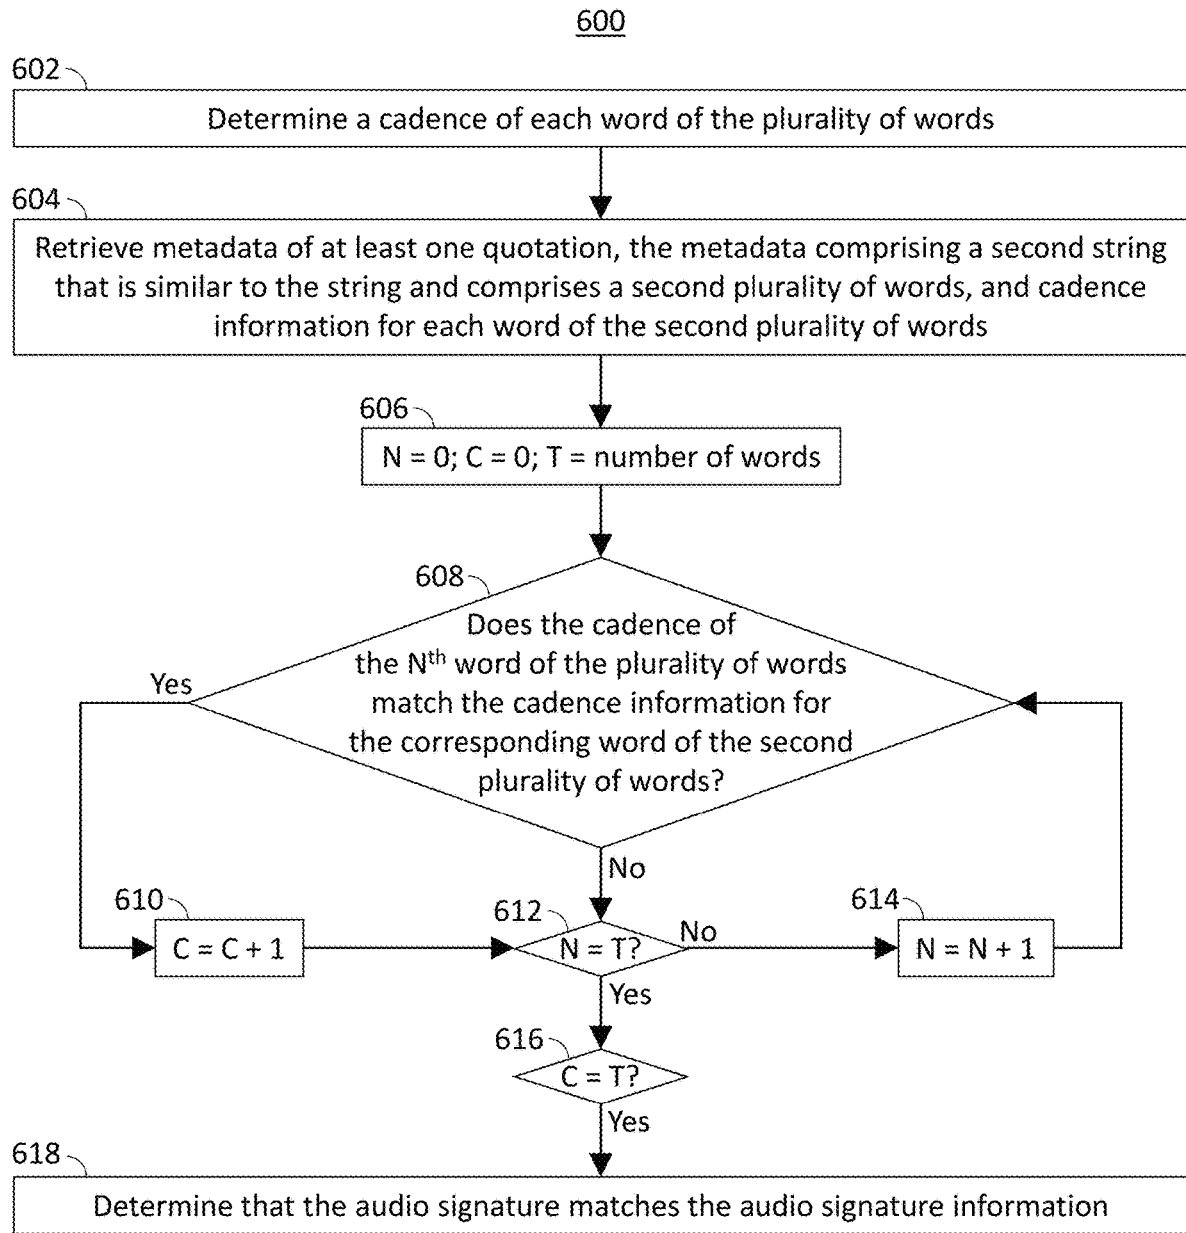 600
602
Determine a cadence of each word of the plurality of words
604
Retrieve metadata of at least one quotation, the metadata comprising a second string
that is similar to the string and comprises a second plurality of words, and cadence
information for each word of the second plurality of words
606
N = 0; C = 0; T = number of words
608
Does the cadence of
the Nth word of the plurality of words
match the cadence information for
the corresponding word of the second
plurality of words?
Yes
No
610
C = C + 1
612
N = T?
No
614
N = N + 1
Yes
616
C = T?
Yes
618
Determine that the audio signature matches the audio signature information